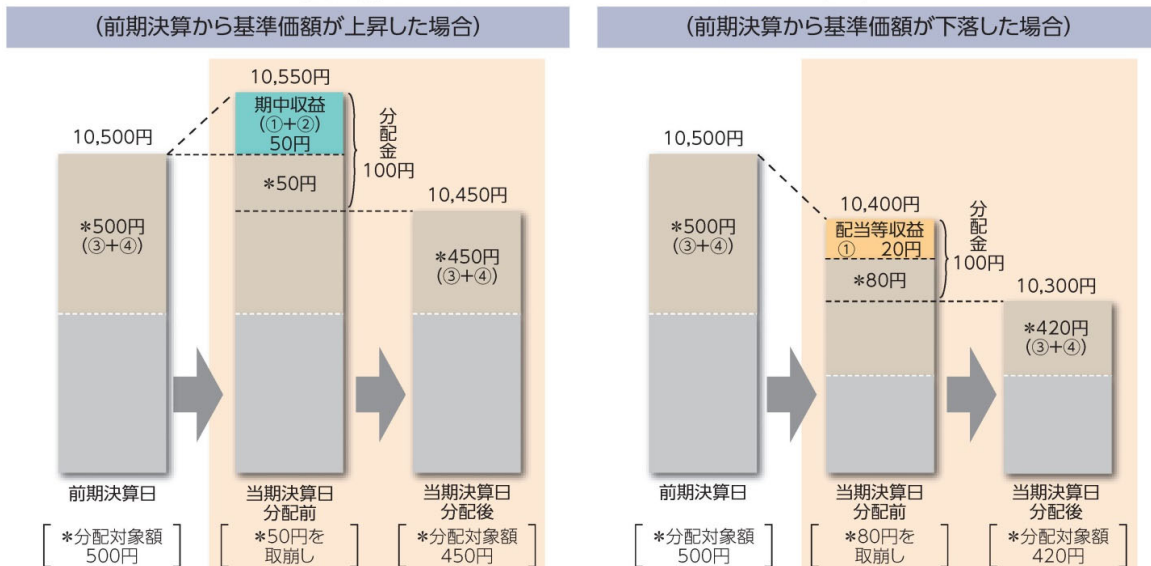 (前期決算から基準価額が上昇した場合)
10,500円
*500円
(③+④)
前期決算日
*分配対象額
500円
10,550円
期中収益
(①+②)
50円
*50円
分配金
100円
当期決算日
分配前
*50円を
取崩し
10,450円
*450円
(③+④)
当期決算日
分配後
*分配対象額
450円
(前期決算から基準価額が下落した場合)
10,500円
*500円
(③+④)
前期決算日
*分配対象額
500円
10,400円
配当等収益
① 20円
*80円
分配金
100円
当期決算日
分配前
*80円を
取崩し
10,300円
*420円
(③+④)
当期決算日
分配後
*分配対象額
420円